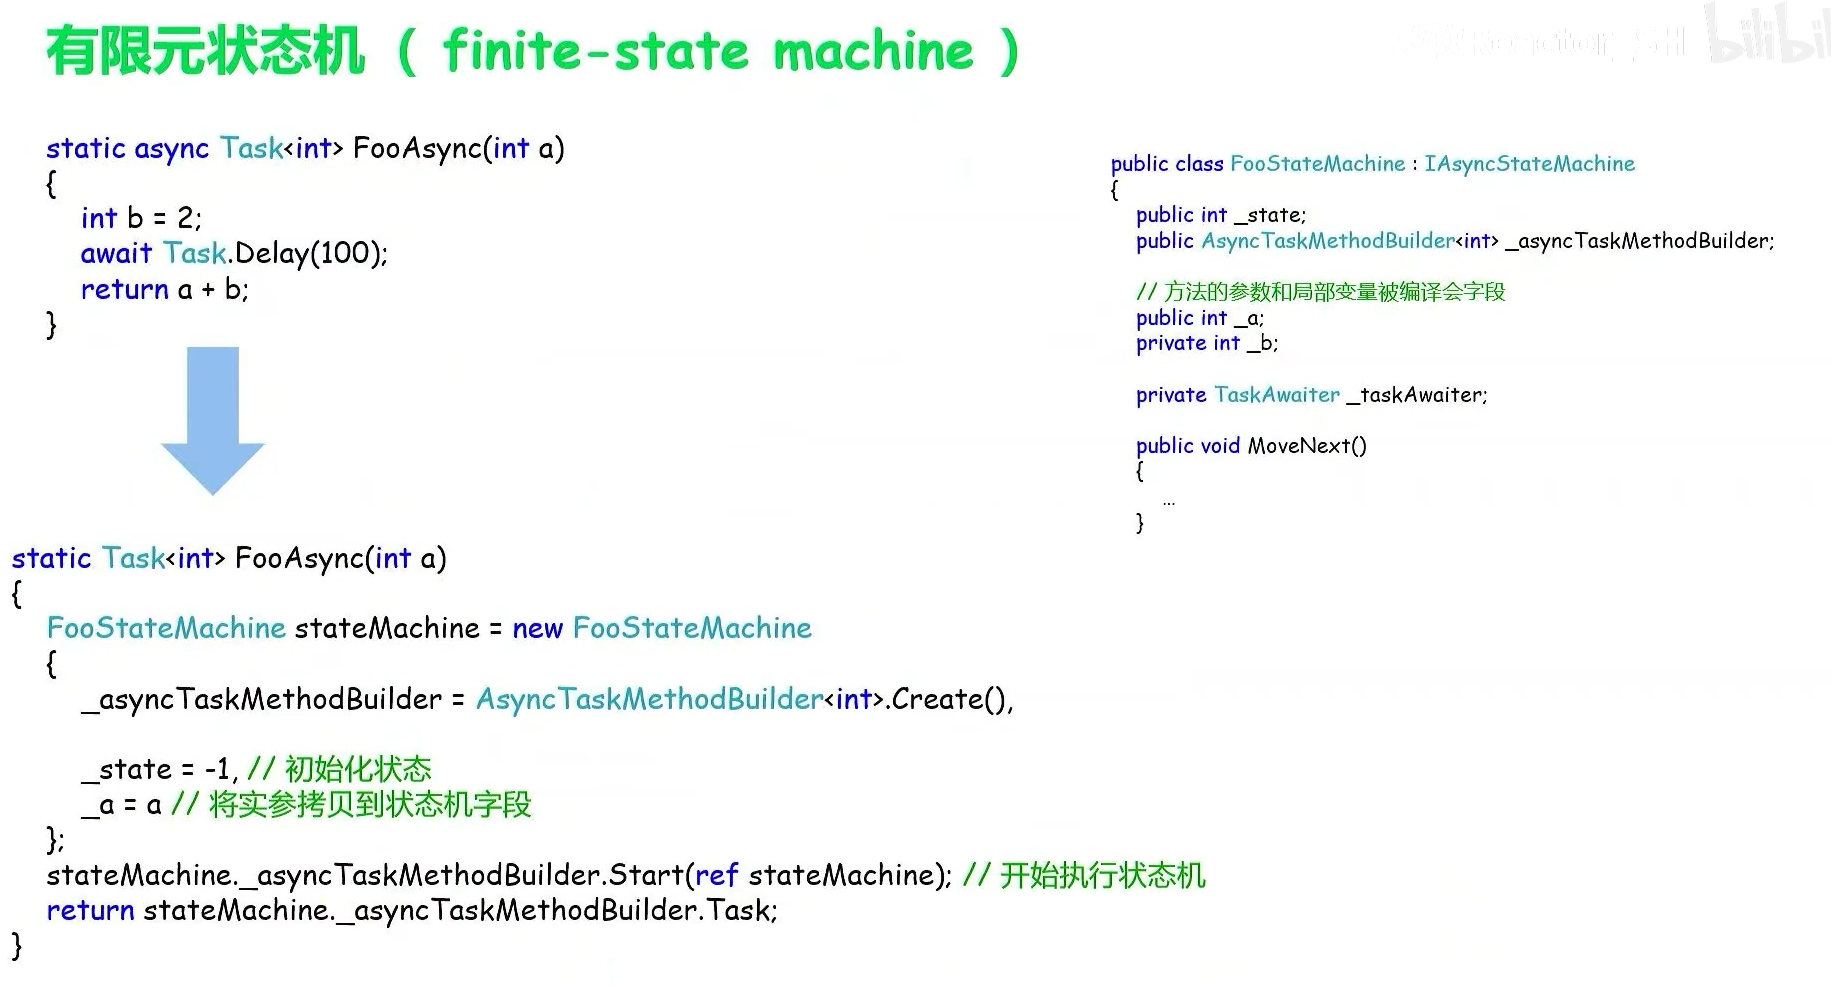 有限元状态机 ( finite-state machine )
static async Task<int> FooAsync(int a)
{
int b = 2;
await Task.Delay(100);
return a + b;
}
static Task<int> FooAsync(int a)
{
FooStateMachine stateMachine = new FooStateMachine
{
_asyncTaskMethodBuilder = AsyncTaskMethodBuilder<int>.Create(),
_state = -1, // 初始化状态
_a = a // 将实参拷贝到状态机字段
};
stateMachine._asyncTaskMethodBuilder.Start(ref stateMachine); // 开始执行状态机
return stateMachine._asyncTaskMethodBuilder.Task;
}
public class FooStateMachine : IAsyncStateMachine
{
public int _state;
public AsyncTaskMethodBuilder<int> _asyncTaskMethodBuilder;
// 方法的参数和局部变量被编译会字段
public int _a;
private int _b;
private TaskAwaiter _taskAwaiter;
public void MoveNext()
{
...
}